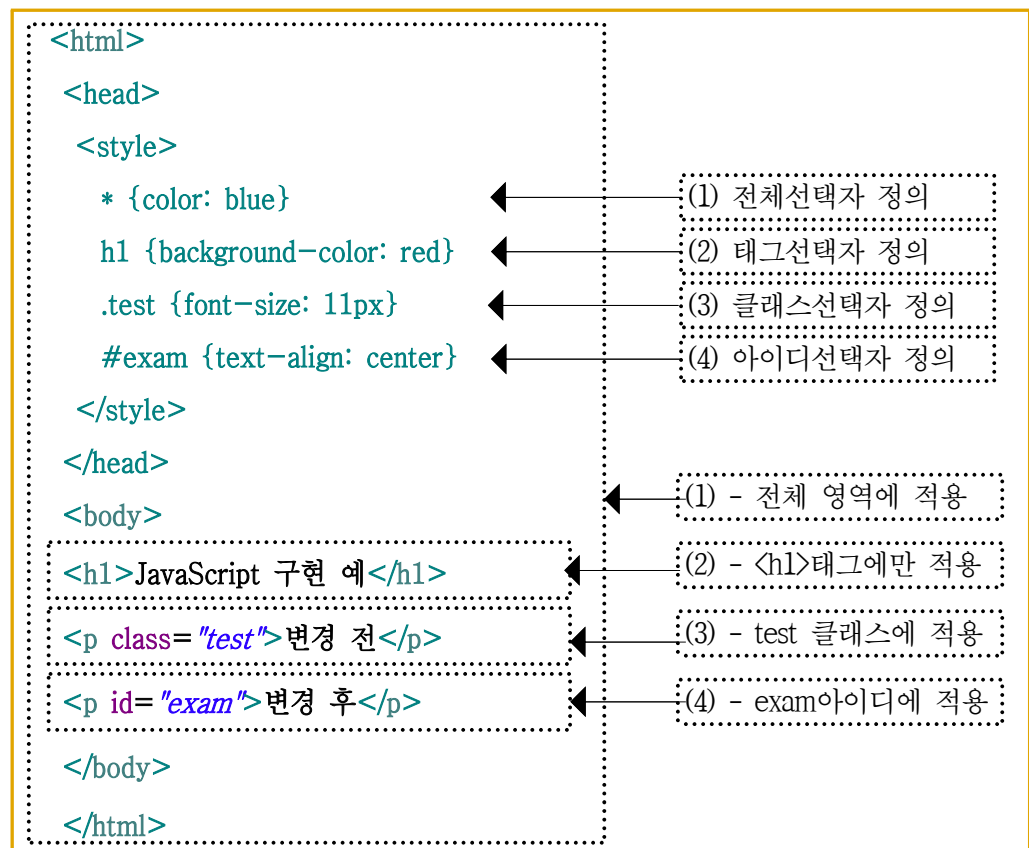 <html>
<head>
<style>
* {color: blue}
(1) 전체선택자 정의
h1 {background-color: red}
(2) 태그선택자 정의
.test {font-size: 11px}
(3) 클래스선택자 정의
#exam {text-align: center}
(4) 아이디선택자 정의
</style>
</head>
(1) - 전체 영역에 적용
<body>
<h1>JavaScript 구현 예</h1>
(2) - <h1>태그에만 적용
<p class="test">변경 전</p>
(3) - test 클래스에 적용
<p id="exam">변경 후</p>
(4) - exam아이디에 적용
</body>
</html>